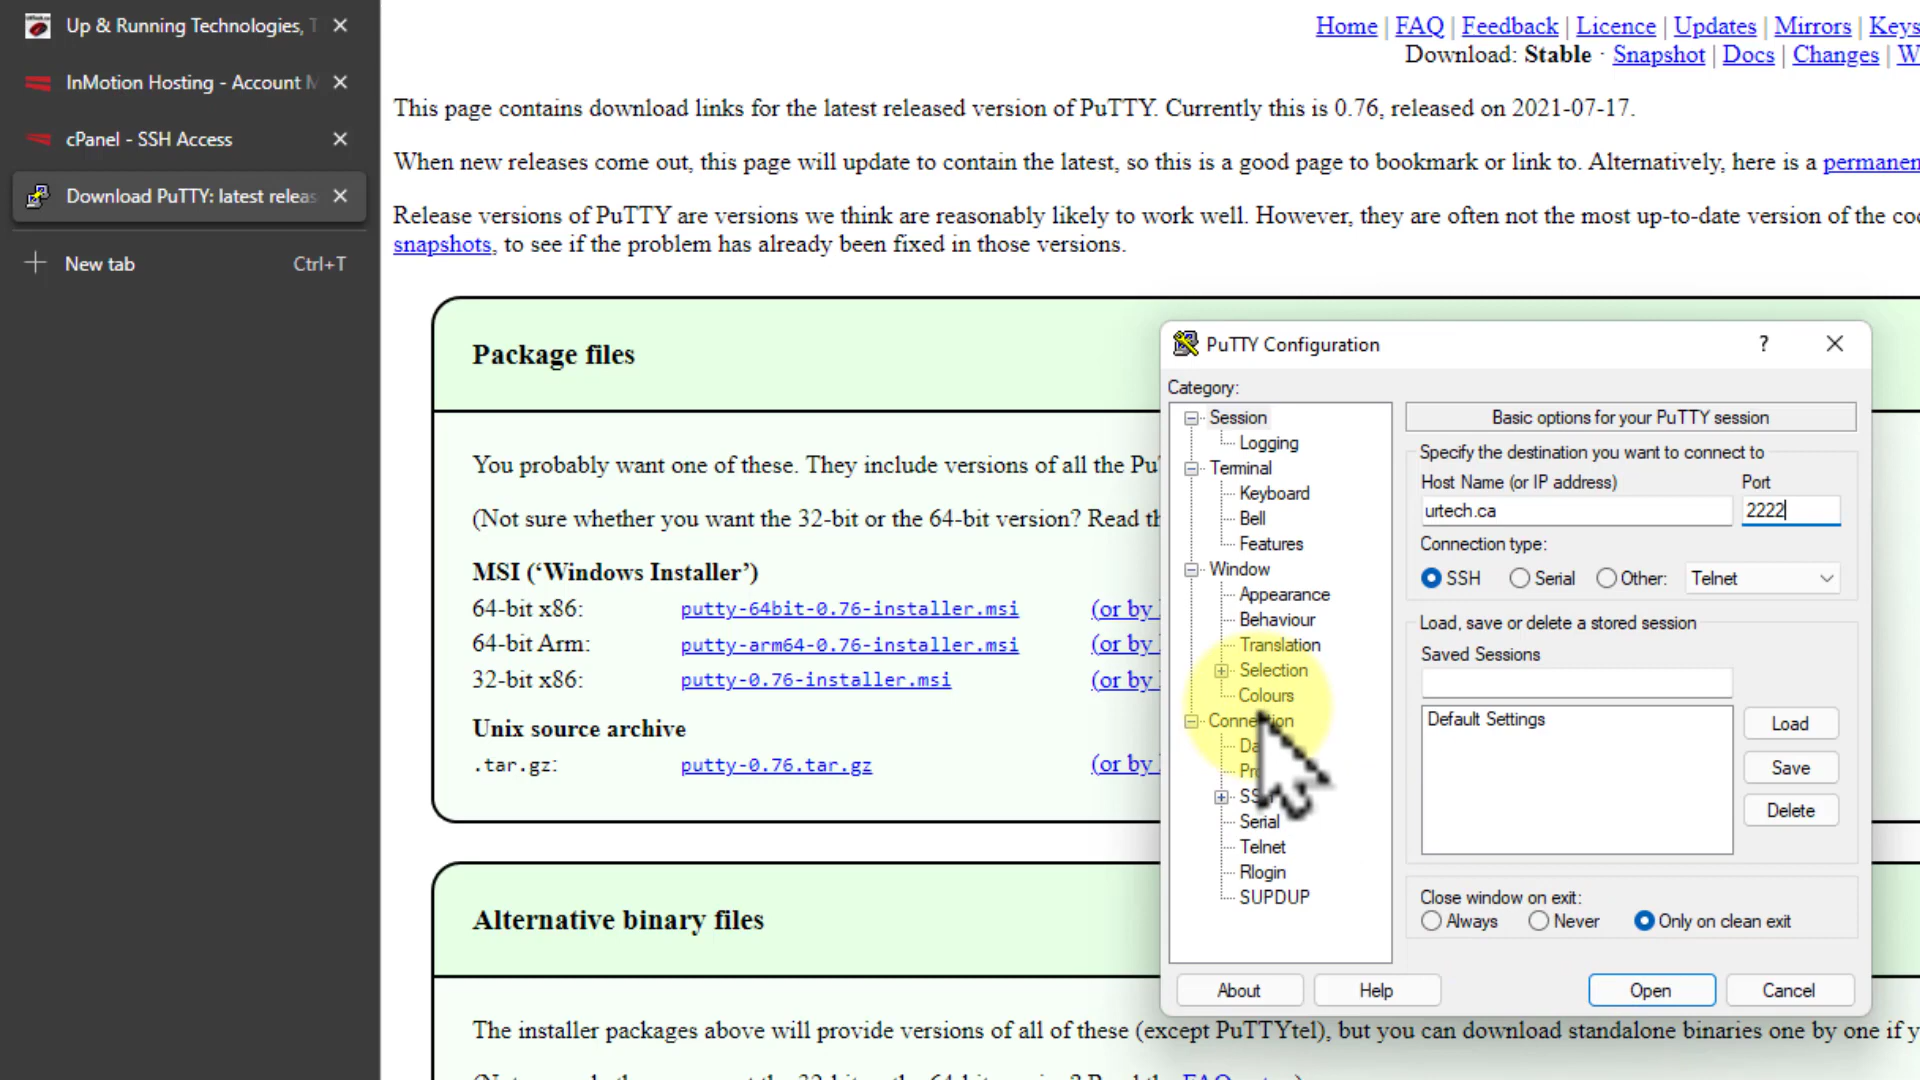 Up & Running Technologies,
InMotion Hosting - Account
cPanel - SSH Access
Download PuTTY: latest releas
New tab Ctrl+T
Home | FAQ | Feedback | Licence | Updates | Mirrors | Keys
Download: Stable · Snapshot | Docs | Changes | W
This page contains download links for the latest released version of PuTTY. Currently this is 0.76, released on 2021-07-17.
When new releases come out, this page will update to contain the latest, so this is a good page to bookmark or link to. Alternatively, here is a permanen
Release versions of PuTTY are versions we think are reasonably likely to work well. However, they are often not the most up-to-date version of the co
snapshots, to see if the problem has already been fixed in those versions.
Package files
You probably want one of these. They include versions of all the Pu
(Not sure whether you want the 32-bit or the 64-bit version? Read th
MSI (‘Windows Installer’)
64-bit x86: putty-64bit-0.76-installer.msi (or by
64-bit Arm: putty-arm64-0.76-installer.msi (or by
32-bit x86: putty-0.76-installer.msi (or by
Unix source archive
.tar.gz: putty-0.76.tar.gz (or by
Alternative binary files
The installer packages above will provide versions of all of these (except PuTTYtel), but you can download standalone binaries one by one if y
PuTTY Configuration ?
Category:
Session
Logging
Terminal
Keyboard
Bell
Features
Window
Appearance
Behaviour
Translation
Selection
Colours
Connection
Da
Pr
SS
Serial
Telnet
Rlogin
SUPDUP
Basic options for your PuTTY session
Specify the destination you want to connect to
Host Name (or IP address) Port
urtech.ca 2222
Connection type:
SSH Serial Other: Telnet
Load, save or delete a stored session
Saved Sessions
Default Settings
Load
Save
Delete
Close window on exit:
Always Never Only on clean exit
About Help Open Cancel